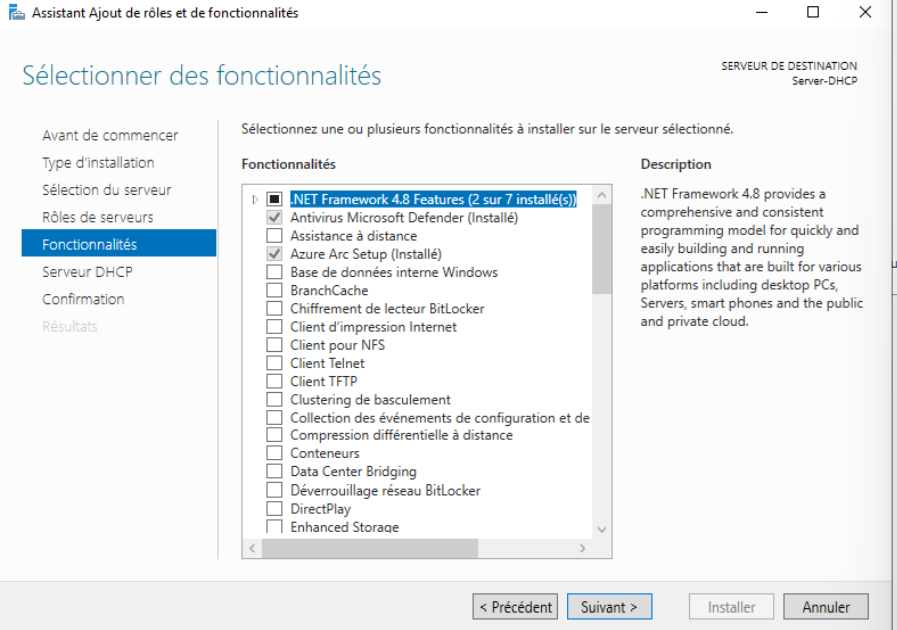 Assistant Ajout de rôles et de fonctionnalités
Sélectionner des fonctionnalités
SERVEUR DE DESTINATION
Server-DHCP
Avant de commencer
Type d'installation
Sélection du serveur
Rôles de serveurs
Fonctionnalités
Serveur DHCP
Confirmation
Résultats
Sélectionnez une ou plusieurs fonctionnalités à installer sur le serveur sélectionné.
Fonctionnalités
.NET Framework 4.8 Features (2 sur 7 installé(s))
Antivirus Microsoft Defender (Installé)
Assistance à distance
Azure Arc Setup (Installé)
Base de données interne Windows
BranchCache
Chiffrement de lecteur BitLocker
Client d'impression Internet
Client pour NFS
Client Telnet
Client TFTP
Clustering de basculement
Collection des événements de configuration et de
Compression différentielle à distance
Conteneurs
Data Center Bridging
Déverrouillage réseau BitLocker
DirectPlay
Enhanced Storage
Description
.NET Framework 4.8 provides a
comprehensive and consistent
programming model for quickly and
easily building and running
applications that are built for various
platforms including desktop PCs,
Servers, smart phones and the public
and private cloud.
< Précédent
Suivant >
Installer
Annuler